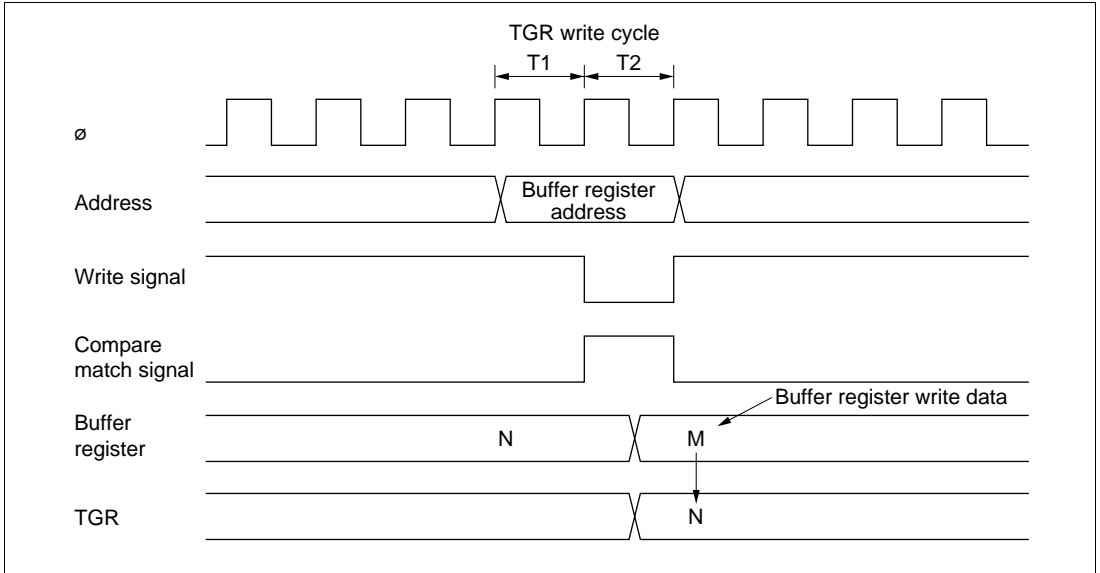 TGR write cycle
T1
T2
ø
Address
Buffer register
address
Write signal
Compare
match signal
Buffer register write data
Buffer
register
N
M
TGR
N